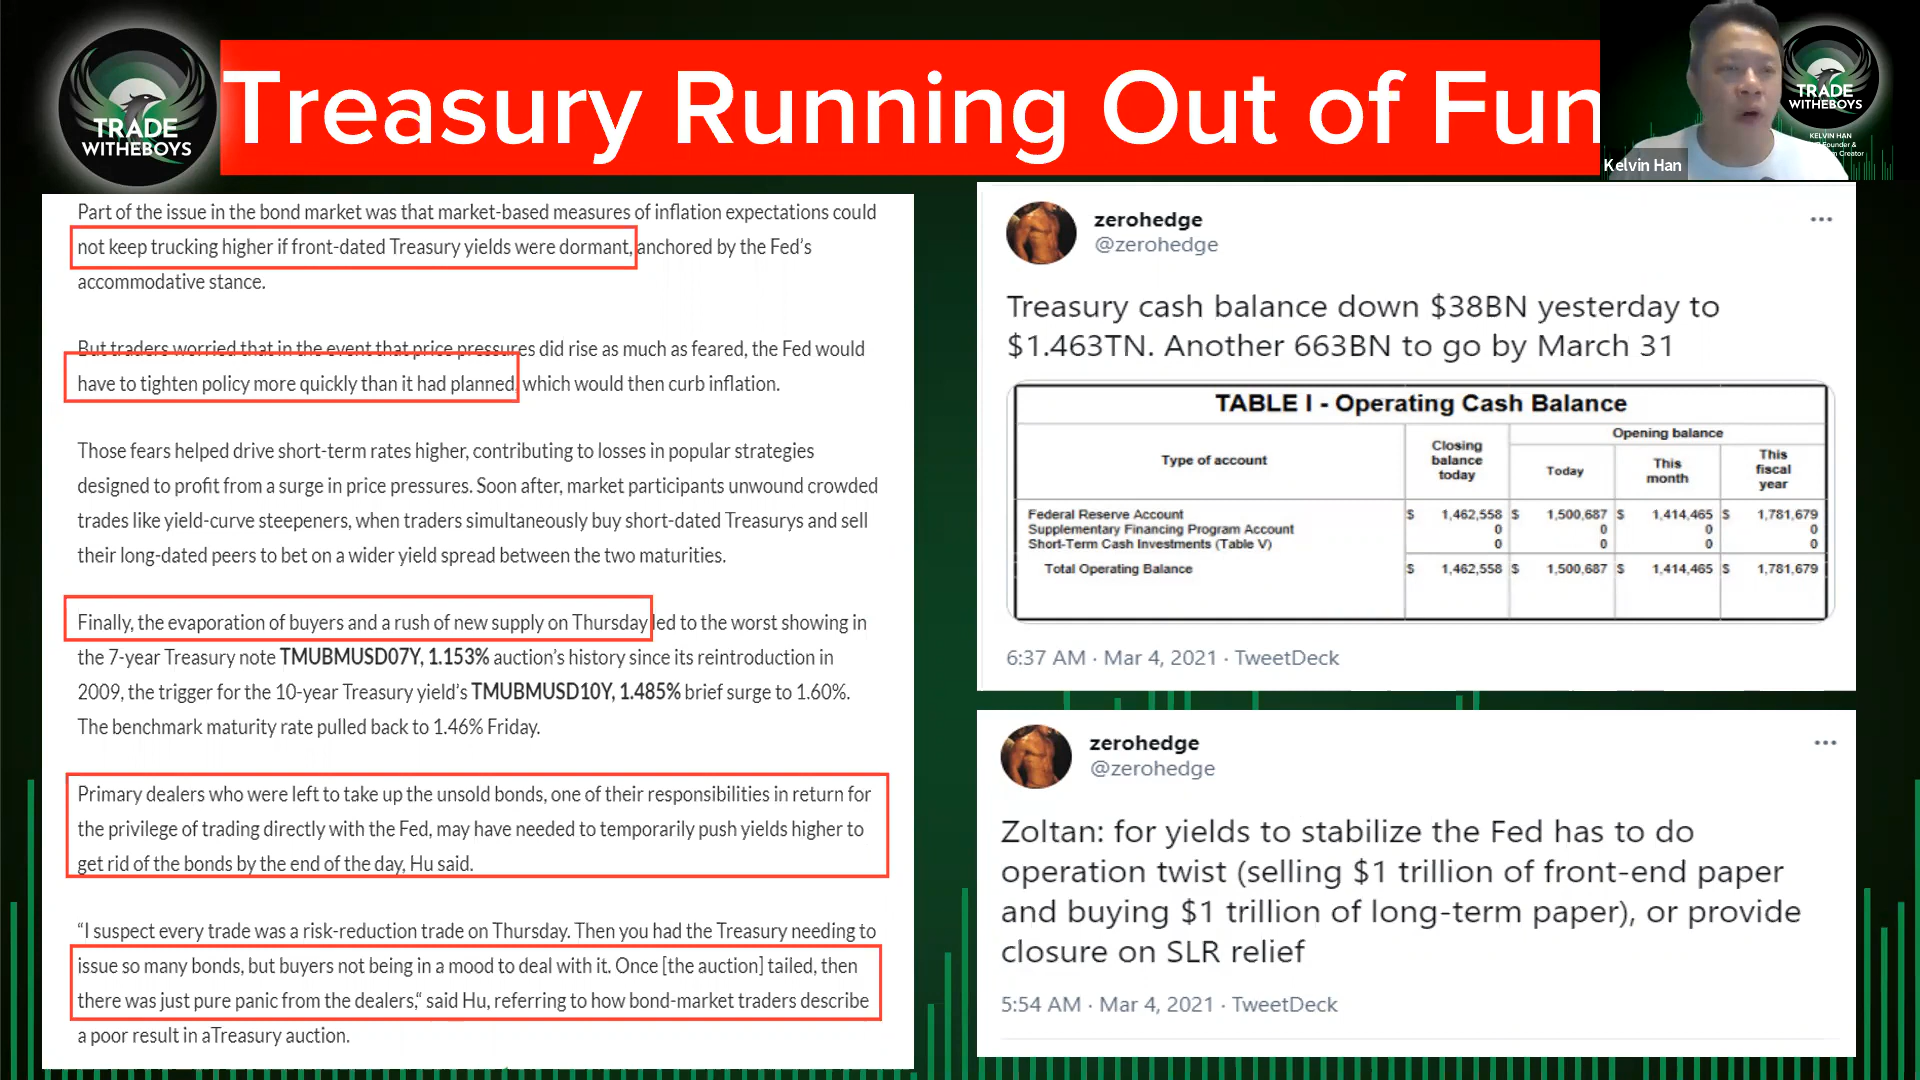 TRADE
WITHEBOYS
Treasury Running Out of Fun
TRADE
WITHEBOYS
KELVIN HAN
Founder &
Creator
Kelvin Han
Part of the issue in the bond market was that market-based measures of inflation expectations could
not keep trucking higher if front-dated Treasury yields were dormant, anchored by the Fed's
accommodative stance.
But traders worried that in the event that price pressures did rise as much as feared, the Fed would
have to tighten policy more quickly than it had planned, which would then curb inflation.
Those fears helped drive short-term rates higher, contributing to losses in popular strategies
designed to profit from a surge in price pressures. Soon after, market participants unwound crowded
trades like yield-curve steepeners, when traders simultaneously buy short-dated Treasurys and sell
their long-dated peers to bet on a wider yield spread between the two maturities.
Finally, the evaporation of buyers and a rush of new supply on Thursday led to the worst showing in
the 7-year Treasury note TMUBMUSD07Y, 1.153% auction's history since its reintroduction in
2009, the trigger for the 10-year Treasury yield's TMUBMUSD10Y, 1.485% brief surge to 1.60%.
The benchmark maturity rate pulled back to 1.46% Friday.
Primary dealers who were left to take up the unsold bonds, one of their responsibilities in return for
the privilege of trading directly with the Fed, may have needed to temporarily push yields higher to
get rid of the bonds by the end of the day, Hu said.
“I suspect every trade was a risk-reduction trade on Thursday. Then you had the Treasury needing to
issue so many bonds, but buyers not being in a mood to deal with it. Once [the auction] tailed, then
there was just pure panic from the dealers,“ said Hu, referring to how bond-market traders describe
a poor result in aTreasury auction.
zerohedge
@zerohedge
Treasury cash balance down $38BN yesterday to
$1.463TN. Another 663BN to go by March 31
TABLE I - Operating Cash Balance
Type of account
Closing
balance
today
Opening balance
Today
This
month
This
fiscal
year
Federal Reserve Account $ 1,462,558 $ 1,500,687 $ 1,414,465 $ 1,781,679
Supplementary Financing Program Account 0 0 0 0
Short-Term Cash Investments (Table V) 0 0 0 0
Total Operating Balance $ 1,462,558 $ 1,500,687 $ 1,414,465 $ 1,781,679
6:37 AM · Mar 4, 2021 · TweetDeck
zerohedge
@zerohedge
Zoltan: for yields to stabilize the Fed has to do
operation twist (selling $1 trillion of front-end paper
and buying $1 trillion of long-term paper), or provide
closure on SLR relief
5:54 AM · Mar 4, 2021 · TweetDeck